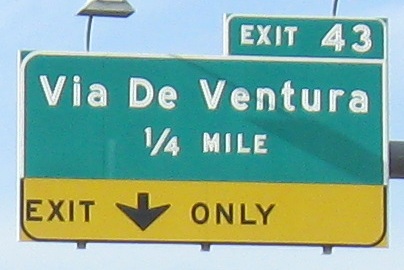 EXIT 43
Via De Ventura
1/4 MILE
EXIT ONLY